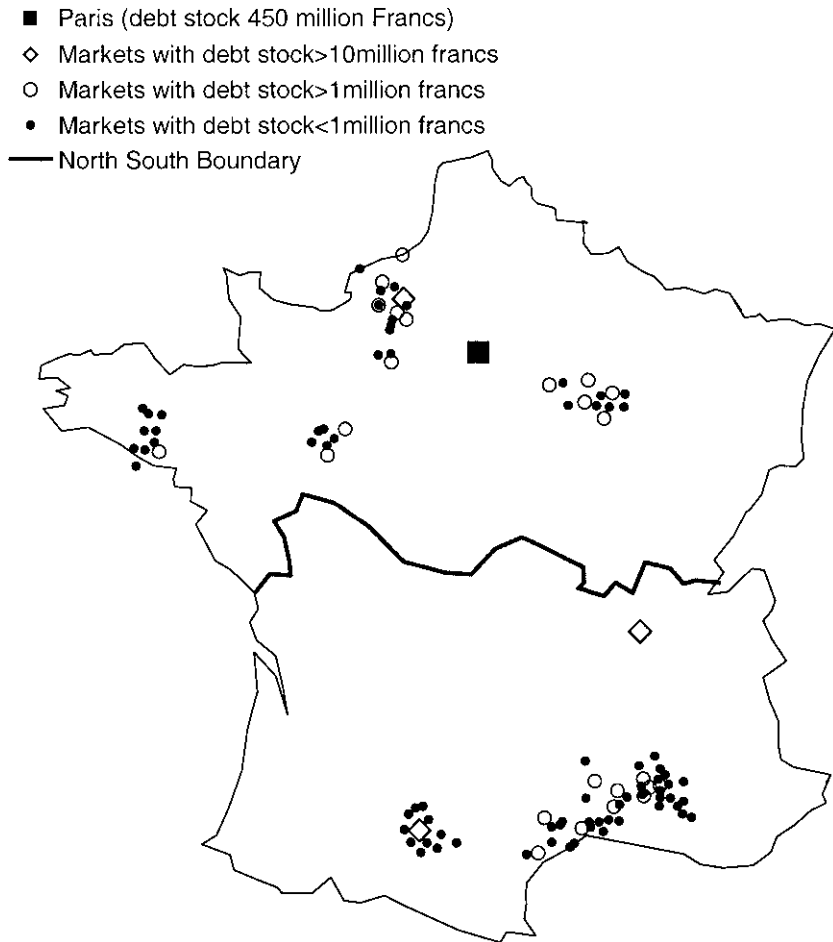 Paris (debt stock 450 million Francs)
Markets with debt stock>10million francs
Markets with debt stock>1million francs
Markets with debt stock<1million francs
North South Boundary